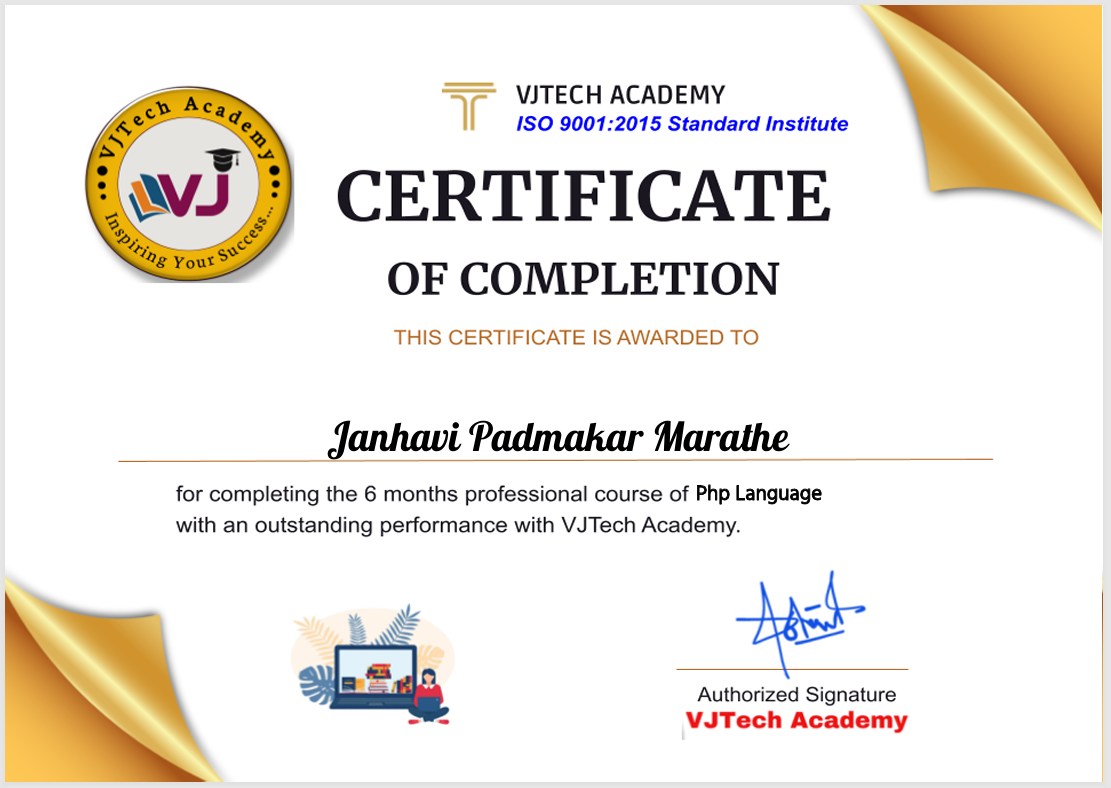 VJTech Academy
VJ
Inspiring Your Success...
VJTECH ACADEMY
ISO 9001:2015 Standard Institute
CERTIFICATE
OF COMPLETION
THIS CERTIFICATE IS AWARDED TO
Janhavi Padmakar Marathe
for completing the 6 months professional course of Php Language
with an outstanding performance with VJTech Academy.
Authorized Signature
VJTech Academy